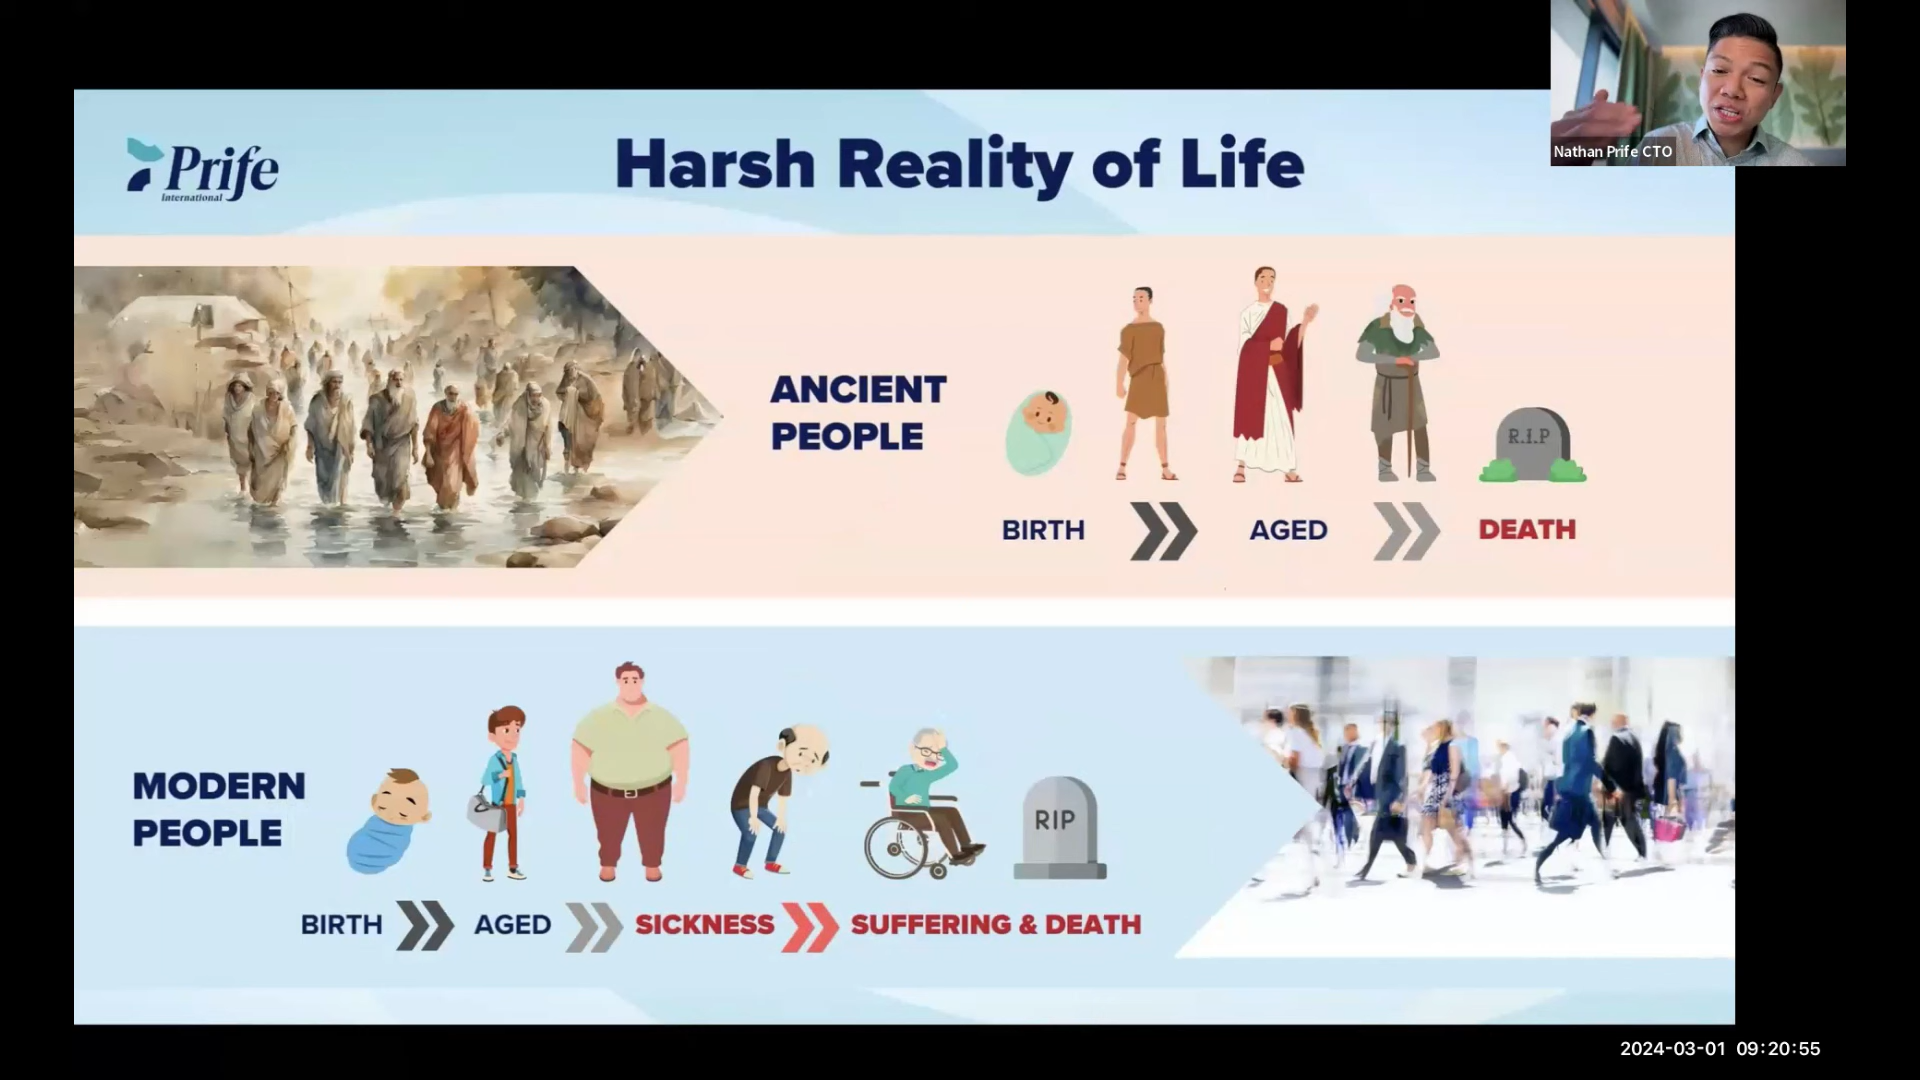 Prife
International
Harsh Reality of Life
Nathan Prife CTO
ANCIENT
PEOPLE
R.I.P
BIRTH
AGED
DEATH
MODERN
PEOPLE
RIP
BIRTH
AGED
SICKNESS
SUFFERING & DEATH
2024-03-01 09:20:55